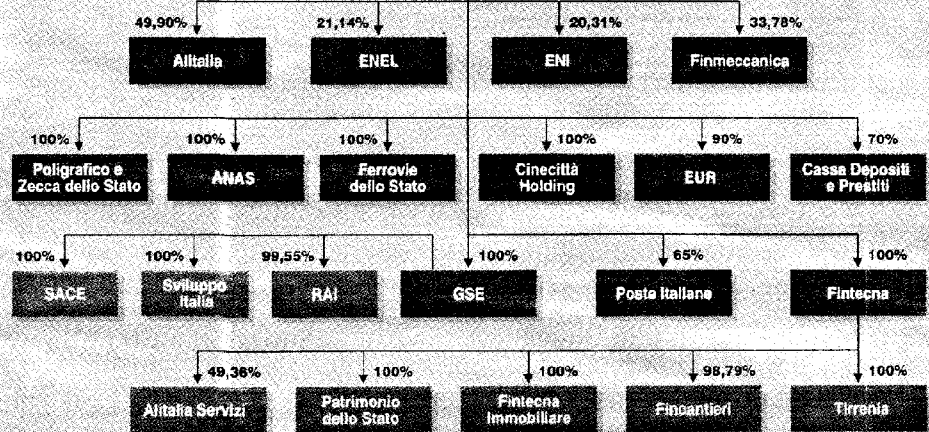 49,90%
21,14%
20,31%
33,78%
Alitalia
ENEL
ENI
Finmeccanica
100%
100%
100%
100%
90%
70%
Poligrafico e
Zecca dello Stato
ANAS
Ferrovie
dello Stato
Cinecittà
Holding
EUR
Cassa Depositi
e Prestiti
100%
100%
99,55%
100%
65%
100%
SACE
Sviluppo
Italia
RAI
GSE
Poste Italiane
Fintecna
49,36%
100%
100%
98,79%
100%
Alitalia Servizi
Patrimonio
dello Stato
Fintecna
Immobiliare
Fincantieri
Tirrenia